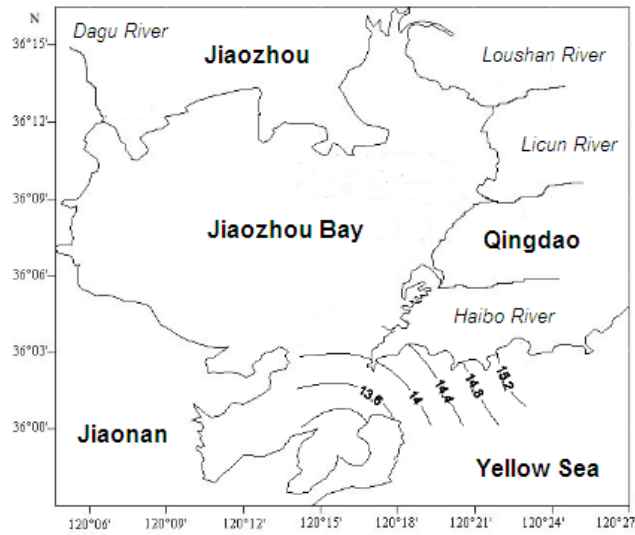 N
Dagu River
36°15'
Jiaozhou
Loushan River
36°12'
Licun River
36°09'
Jiaozhou Bay
Qingdao
36°06'
Haibo River
36°03'
13.6
14
14.4
14.8
15.2
36°00'
Jiaonan
Yellow Sea
120°06' 120°09' 120°12' 120°15' 120°18' 120°21' 120°24' 120°27